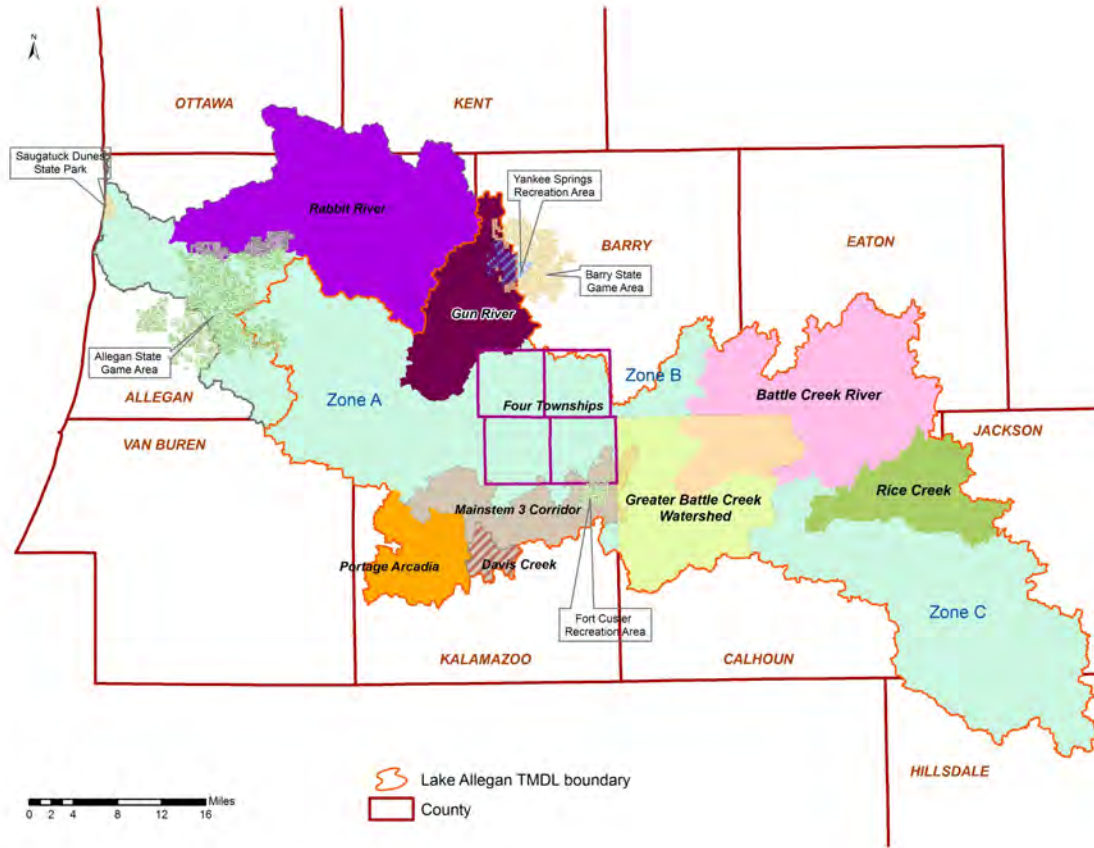 N
OTTAWA
KENT
Saugatuck Dunes
State Park
Yankee Springs
Recreation Area
Rabbit River
BARRY
EATON
Barry State
Game Area
Gun River
Allegan State
Game Area
ALLEGAN
Zone A
Zone B
Battle Creek River
Four Townships
VAN BUREN
JACKSON
Mainstem 3 Corridor
Greater Battle Creek
Watershed
Rice Creek
Portage Arcadia
Davis Creek
Zone C
Fort Custer
Recreation Area
KALAMAZOO
CALHOUN
HILLSDALE
Lake Allegan TMDL boundary
County
Miles
0 2 4 8 12 16